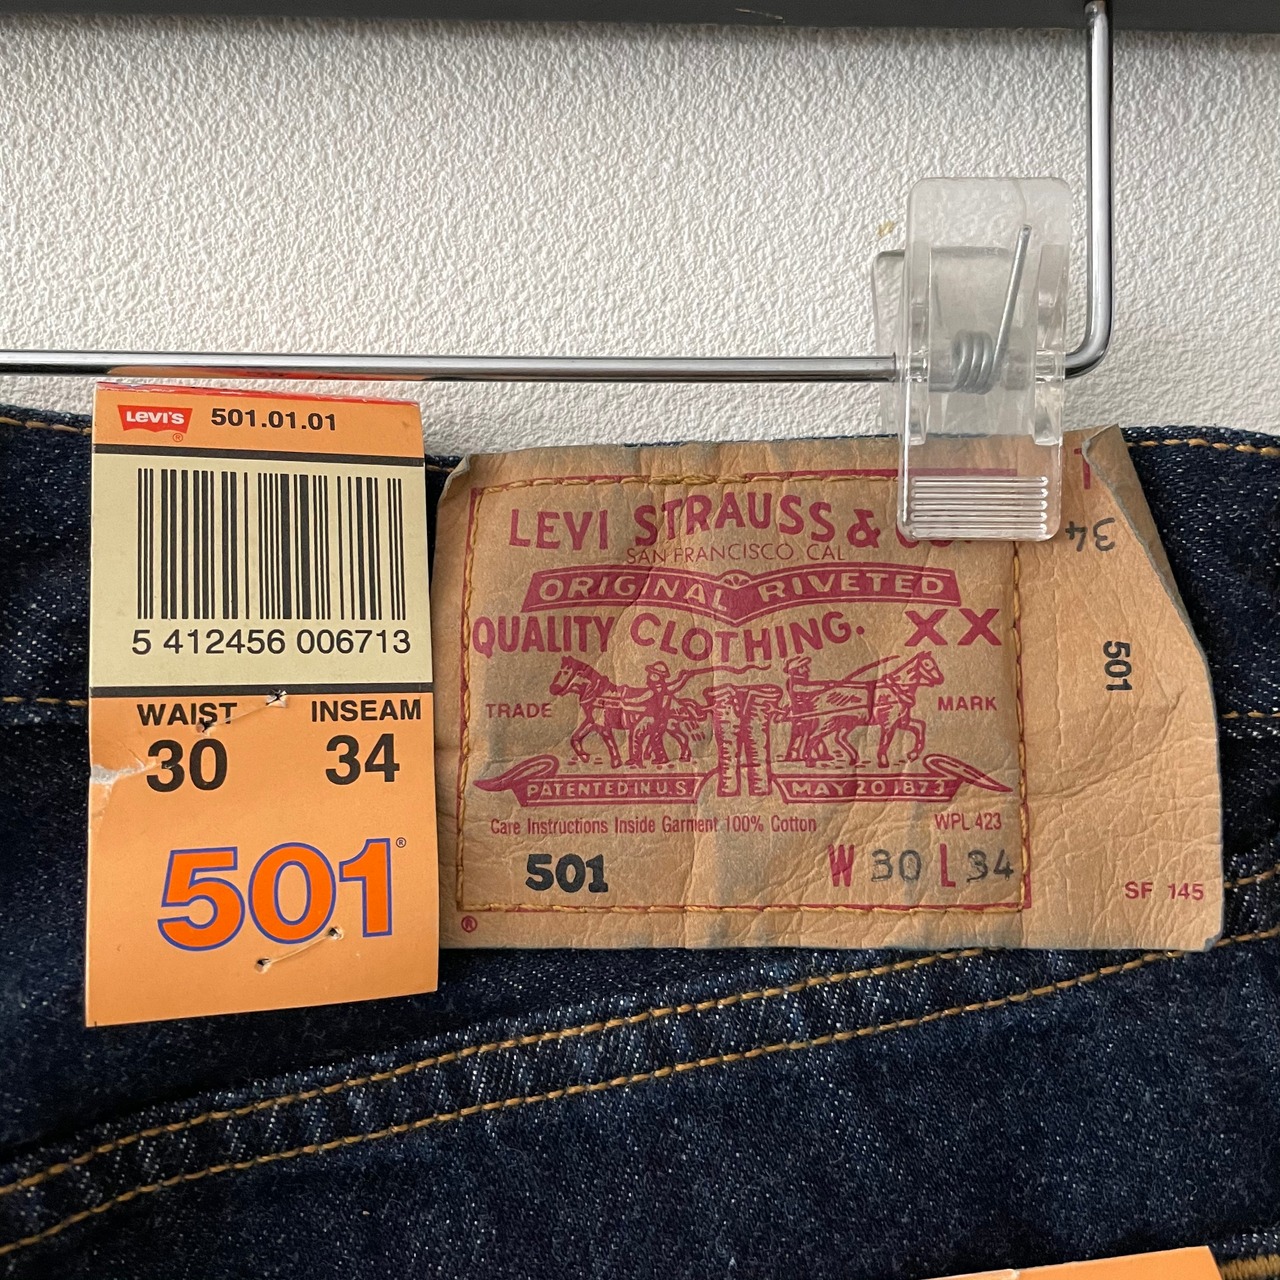 LEVI'S ® 501.01.01
5 412456 006713
WAIST INSEAM
30 34
501®
LEVI STRAUSS &
SAN FRANCISCO CAL
ORIGINAL RIVETED
QUALITY CLOTHING. XX
TRADE MARK
PATENTED IN U.S. MAY 20 1873
Care Instructions Inside Garment 100% Cotton WPL 423
501 W 30 L 34
®
34
501
SF 145